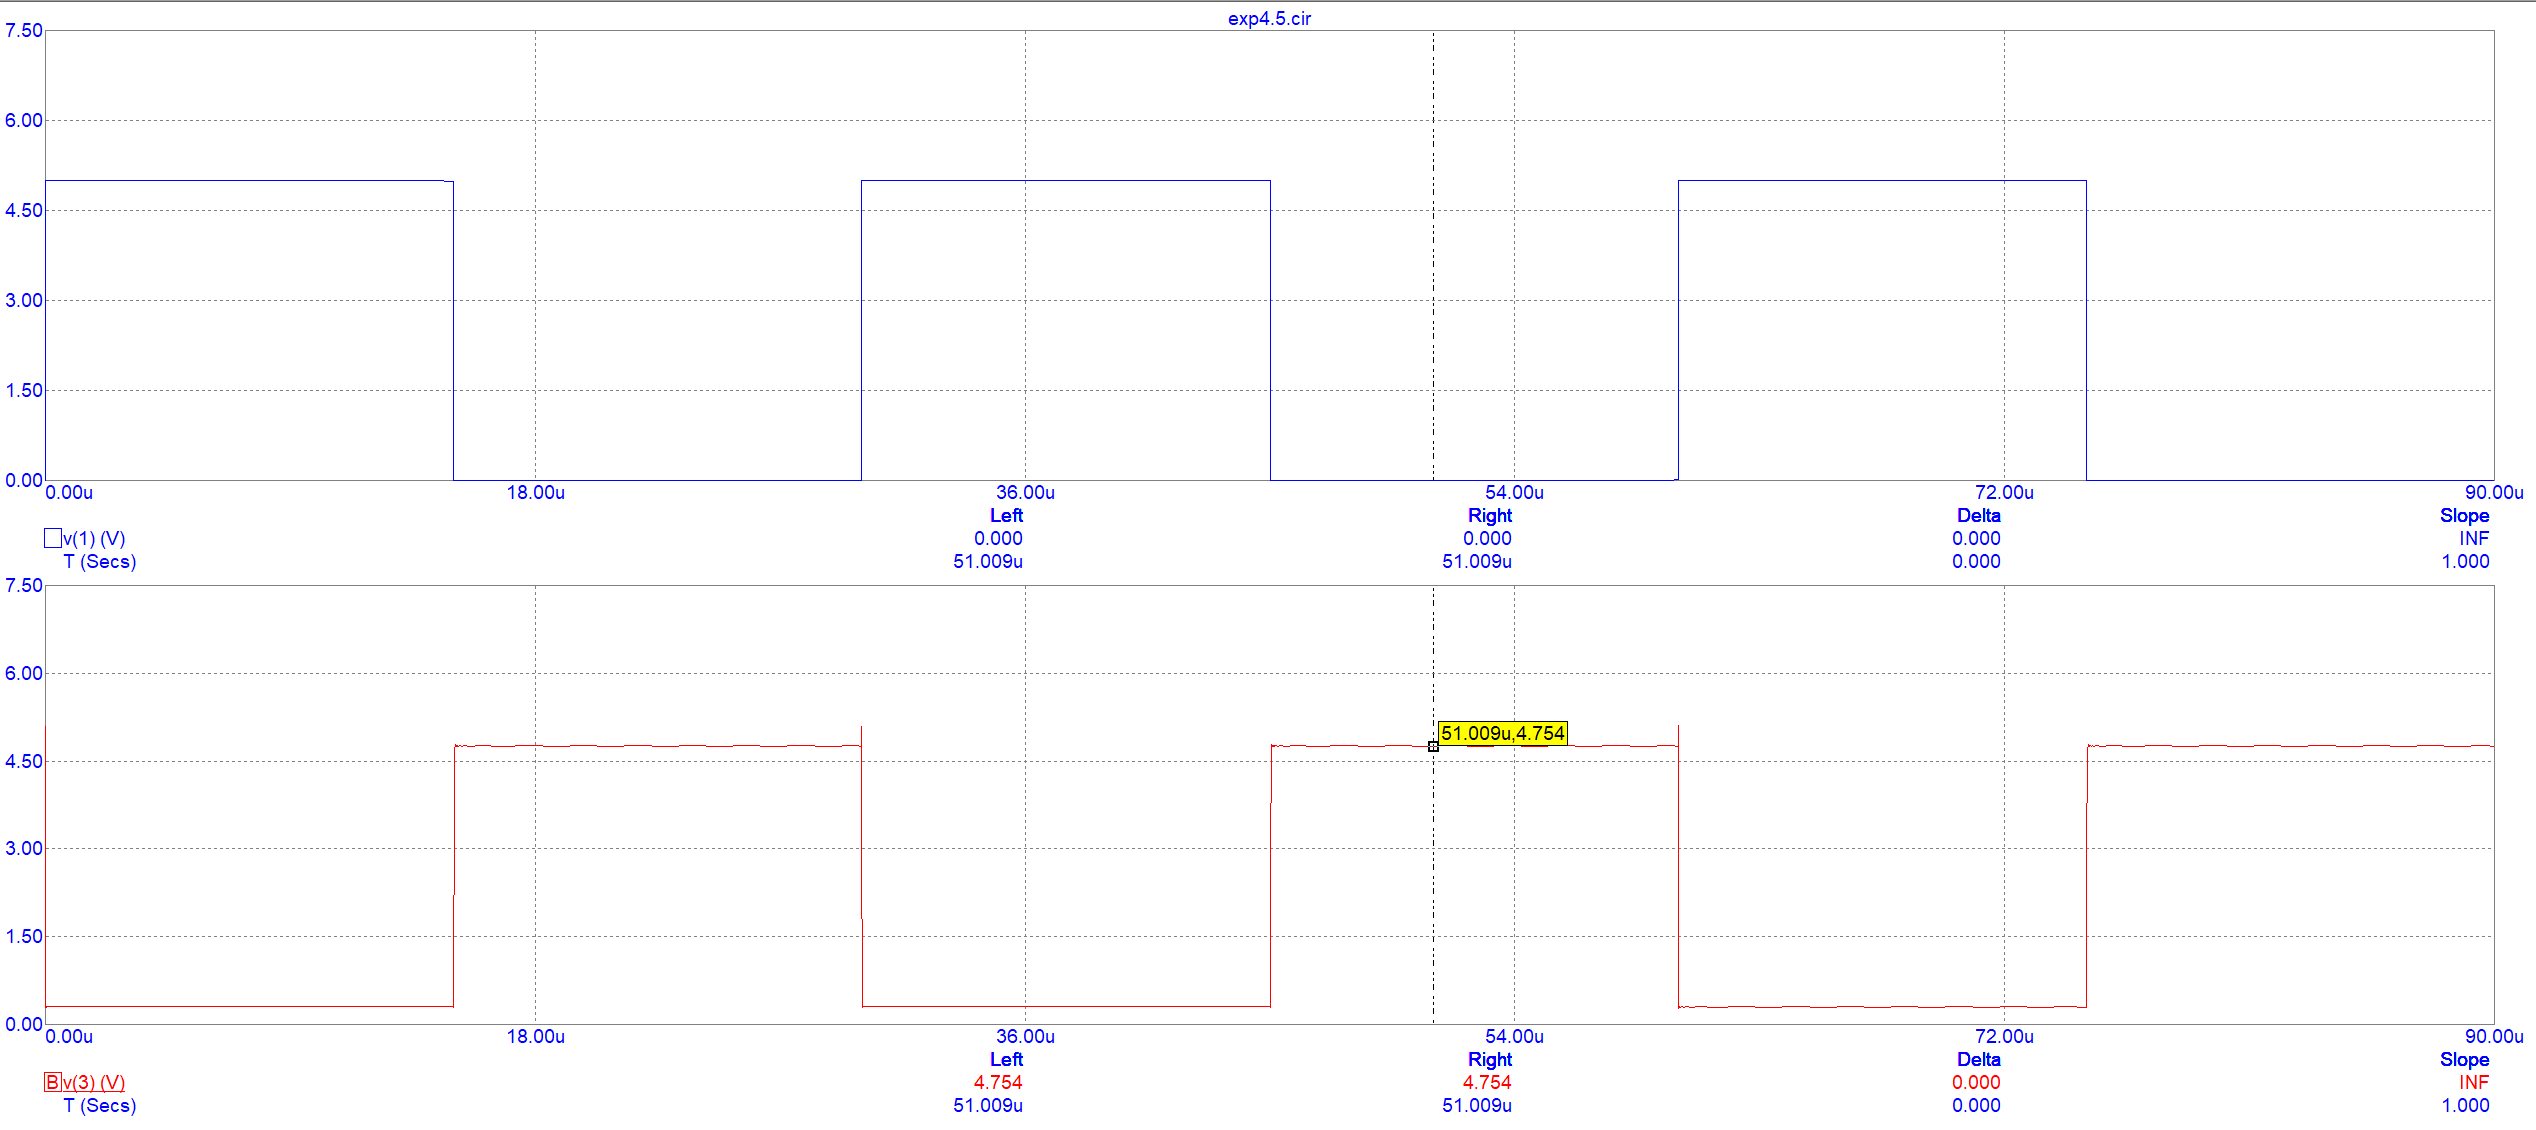 exp4.5.cir
7.50
6.00
4.50
3.00
1.50
0.00
0.00u 18.00u 36.00u 54.00u 72.00u 90.00u
Left Right Delta Slope
v(1) (V) 0.000 0.000 0.000 INF
T (Secs) 51.009u 51.009u 0.000 1.000
7.50
6.00
51.009u,4.754
4.50
3.00
1.50
0.00
0.00u 18.00u 36.00u 54.00u 72.00u 90.00u
Left Right Delta Slope
B v(3) (V) 4.754 4.754 0.000 INF
T (Secs) 51.009u 51.009u 0.000 1.000